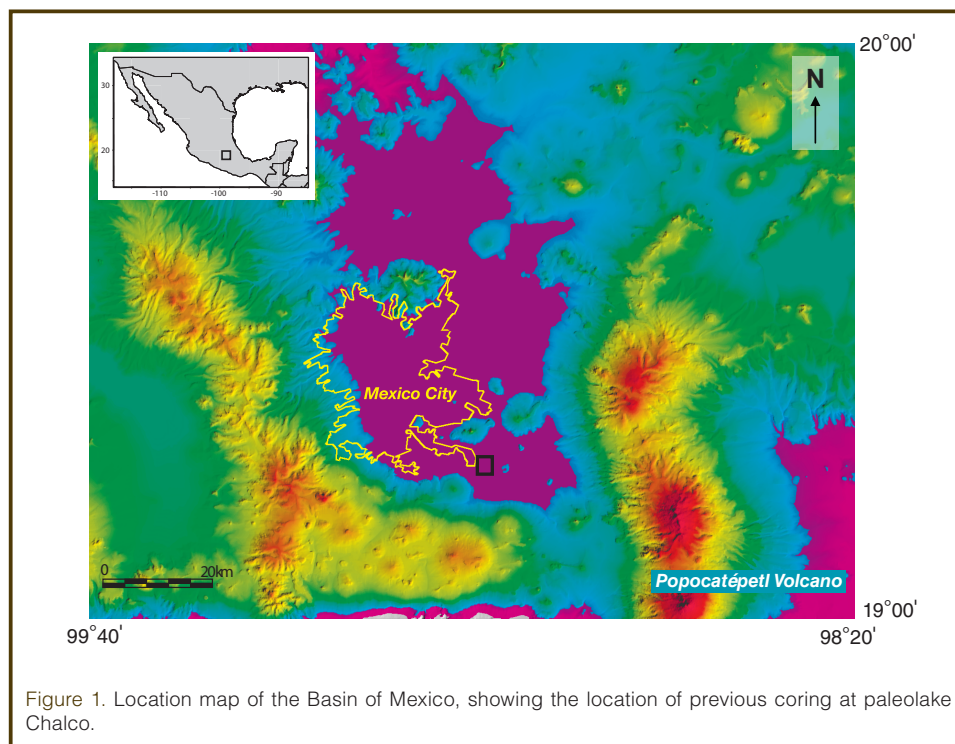 20°00'
N
30
20
-110
-100
-90
Mexico City
0
20km
Popocatépetl Volcano
19°00'
99°40'
98°20'
Figure 1. Location map of the Basin of Mexico, showing the location of previous coring at paleolake
Chalco.